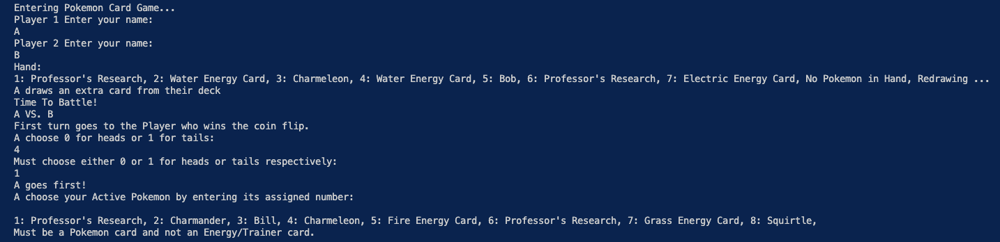 Entering Pokemon Card Game...
Player 1 Enter your name:
A
Player 2 Enter your name:
B
Hand:
1: Professor's Research, 2: Water Energy Card, 3: Charmeleon, 4: Water Energy Card, 5: Bob, 6: Professor's Research, 7: Electric Energy Card, No Pokemon in Hand, Redrawing ...
A draws an extra card from their deck
Time To Battle!
A VS. B
First turn goes to the Player who wins the coin flip.
A choose 0 for heads or 1 for tails:
4
Must choose either 0 or 1 for heads or tails respectively:
1
A goes first!
A choose your Active Pokemon by entering its assigned number:
1: Professor's Research, 2: Charmander, 3: Bill, 4: Charmeleon, 5: Fire Energy Card, 6: Professor's Research, 7: Grass Energy Card, 8: Squirtle,
Must be a Pokemon card and not an Energy/Trainer card.